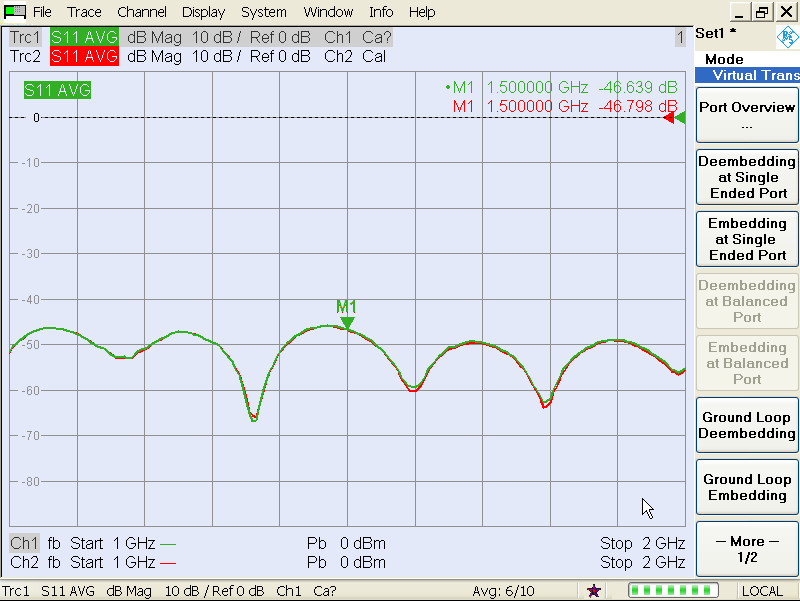 File Trace Channel Display System Window Info Help
Trc1 S11 AVG dB Mag 10 dB / Ref 0 dB Ch1 Ca? 1
Trc2 S11 AVG dB Mag 10 dB / Ref 0 dB Ch2 Cal
S11 AVG
•M1 1.500000 GHz -46.639 dB
M1 1.500000 GHz -46.798 dB
0
-10
-20
-30
-40
M1
-50
-60
-70
-80
Ch1 fb Start 1 GHz — Pb 0 dBm Stop 2 GHz
Ch2 fb Start 1 GHz — Pb 0 dBm Stop 2 GHz
Set1 *
Mode
Virtual Trans
Port Overview
...
Deembedding
at Single
Ended Port
Embedding
at Single
Ended Port
Deembedding
at Balanced
Port
Embedding
at Balanced
Port
Ground Loop
Deembedding
Ground Loop
Embedding
— More —
1/2
Trc1 S11 AVG dB Mag 10 dB / Ref 0 dB Ch1 Ca? Avg: 6/10 LOCAL